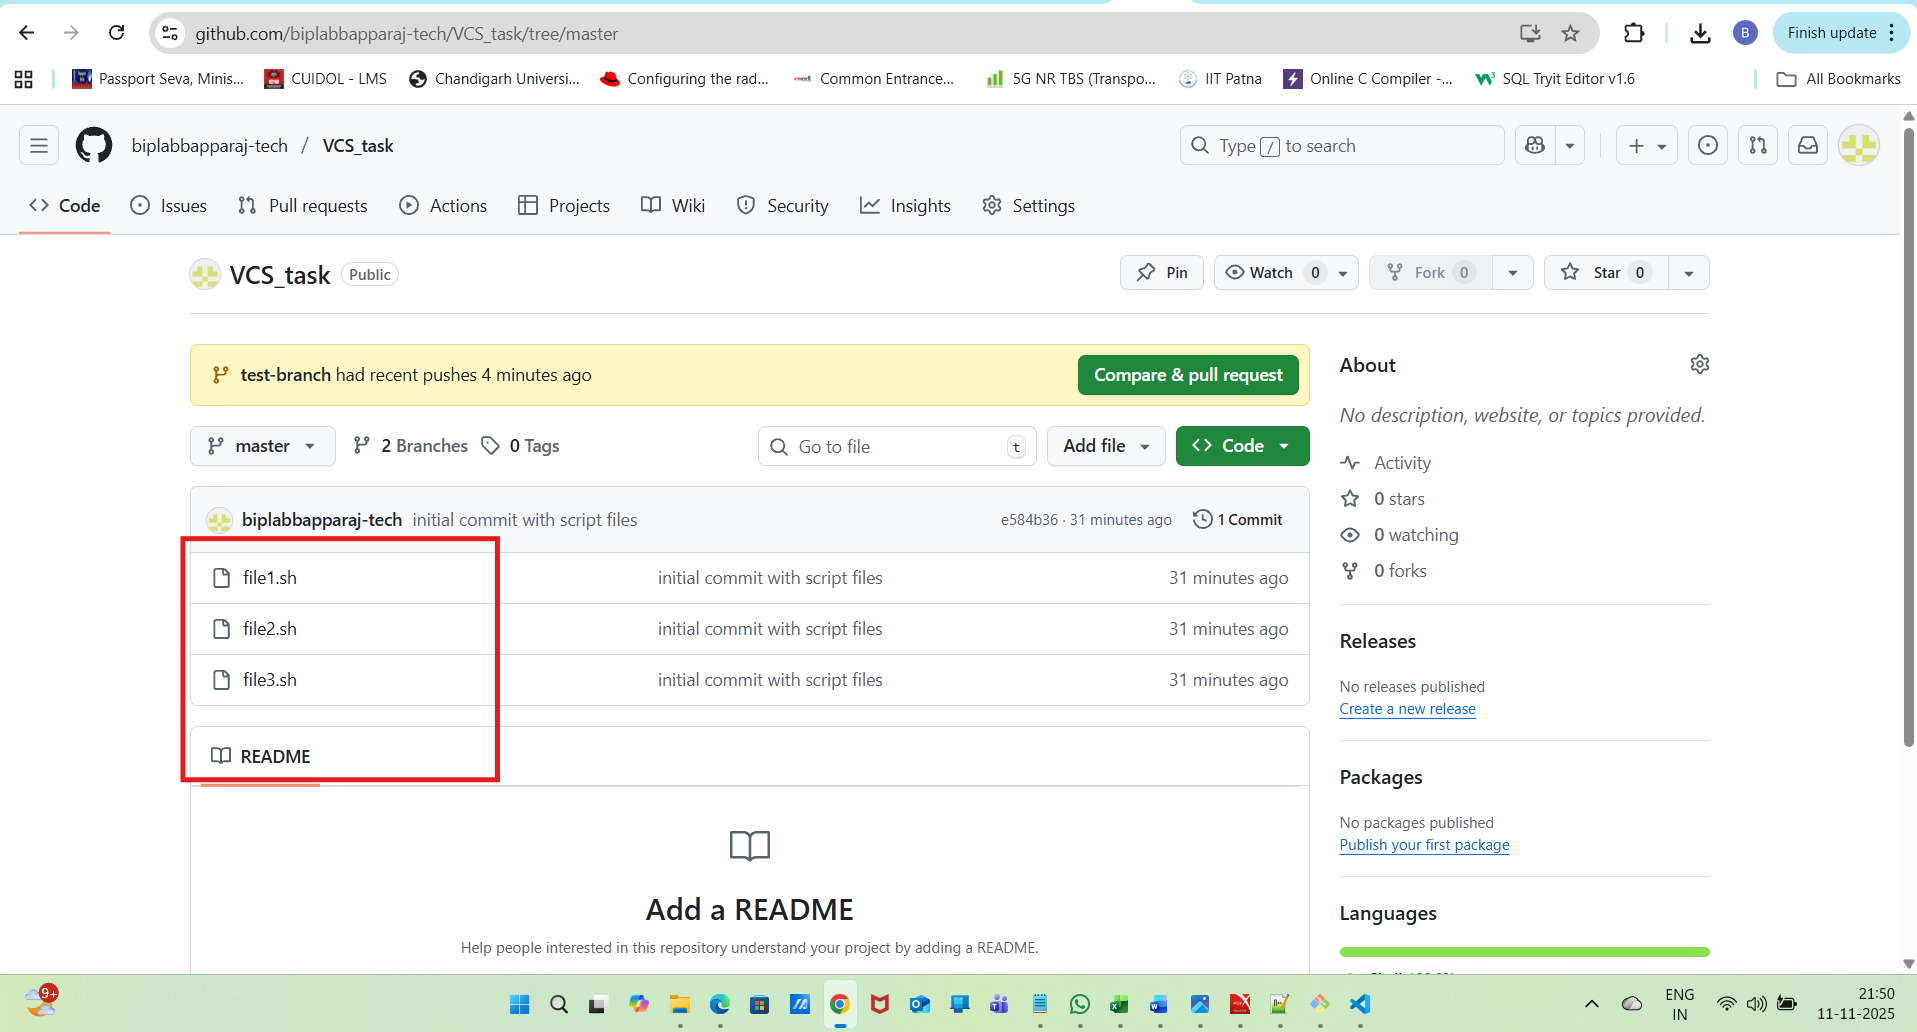 github.com/biplabbapparaj-tech/VCS_task/tree/master
B
Finish update
Passport Seva, Minis...
CUIDOL - LMS
Chandigarh Universi...
Configuring the rad...
Common Entrance...
5G NR TBS (Transpo...
IIT Patna
Online C Compiler -...
SQL Tryit Editor v1.6
All Bookmarks
biplabbapparaj-tech / VCS_task
Type / to search
Code
Issues
Pull requests
Actions
Projects
Wiki
Security
Insights
Settings
VCS_task Public
Pin
Watch 0
Fork 0
Star 0
test-branch had recent pushes 4 minutes ago
Compare & pull request
master
2 Branches
0 Tags
Go to file t
Add file
Code
biplabbapparaj-tech initial commit with script files e584b36 · 31 minutes ago 1 Commit
file1.sh initial commit with script files 31 minutes ago
file2.sh initial commit with script files 31 minutes ago
file3.sh initial commit with script files 31 minutes ago
README
Add a README
Help people interested in this repository understand your project by adding a README.
About
No description, website, or topics provided.
Activity
0 stars
0 watching
0 forks
Releases
No releases published
Create a new release
Packages
No packages published
Publish your first package
Languages
9+
ENG
IN
21:50
11-11-2025